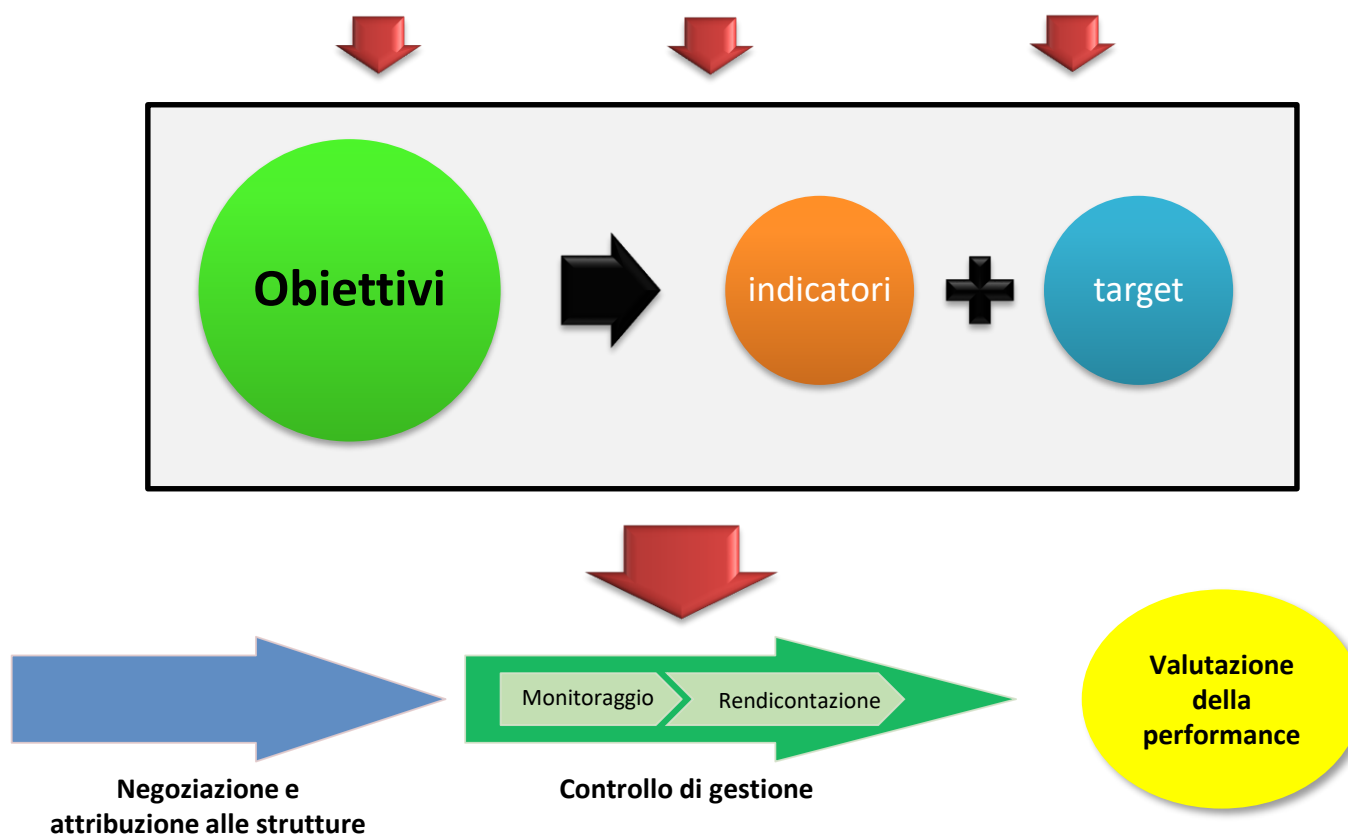 Obiettivi
indicatori
target
Monitoraggio
Rendicontazione
Valutazione
della
performance
Negoziazione e
attribuzione alle strutture
Controllo di gestione